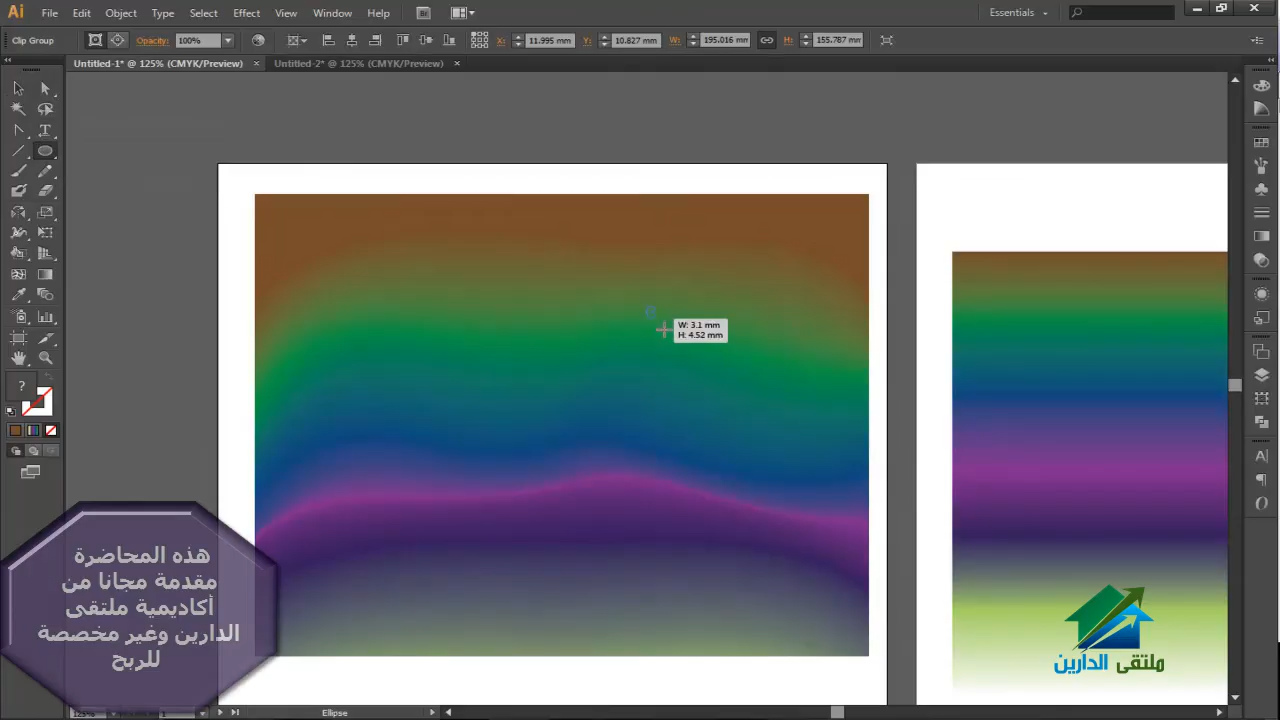 Ai File Edit Object Type Select Effect View Window Help Br Essentials
Clip Group Opacity: 100% X: 11.995 mm Y: 10.827 mm W: 195.016 mm H: 155.787 mm
Untitled-1* @ 125% (CMYK/Preview) × Untitled-2* @ 125% (CMYK/Preview) ×
W: 3.1 mm
H: 4.52 mm
?
هذه المحاضرة
مقدمة مجانا من
أكاديمية ملتقى
الدارين وغير مخصصة
للربح
ملتقى الدارين
125% 1 Ellipse